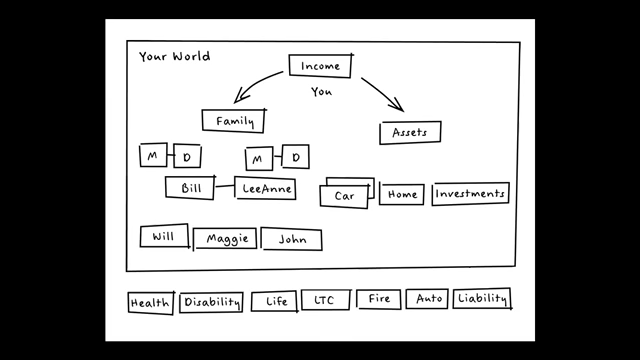 Your World
Income
You
Family
Assets
M D M D
Bill LeeAnne
Car Home Investments
Will Maggie John
Health Disability Life LTC Fire Auto Liability